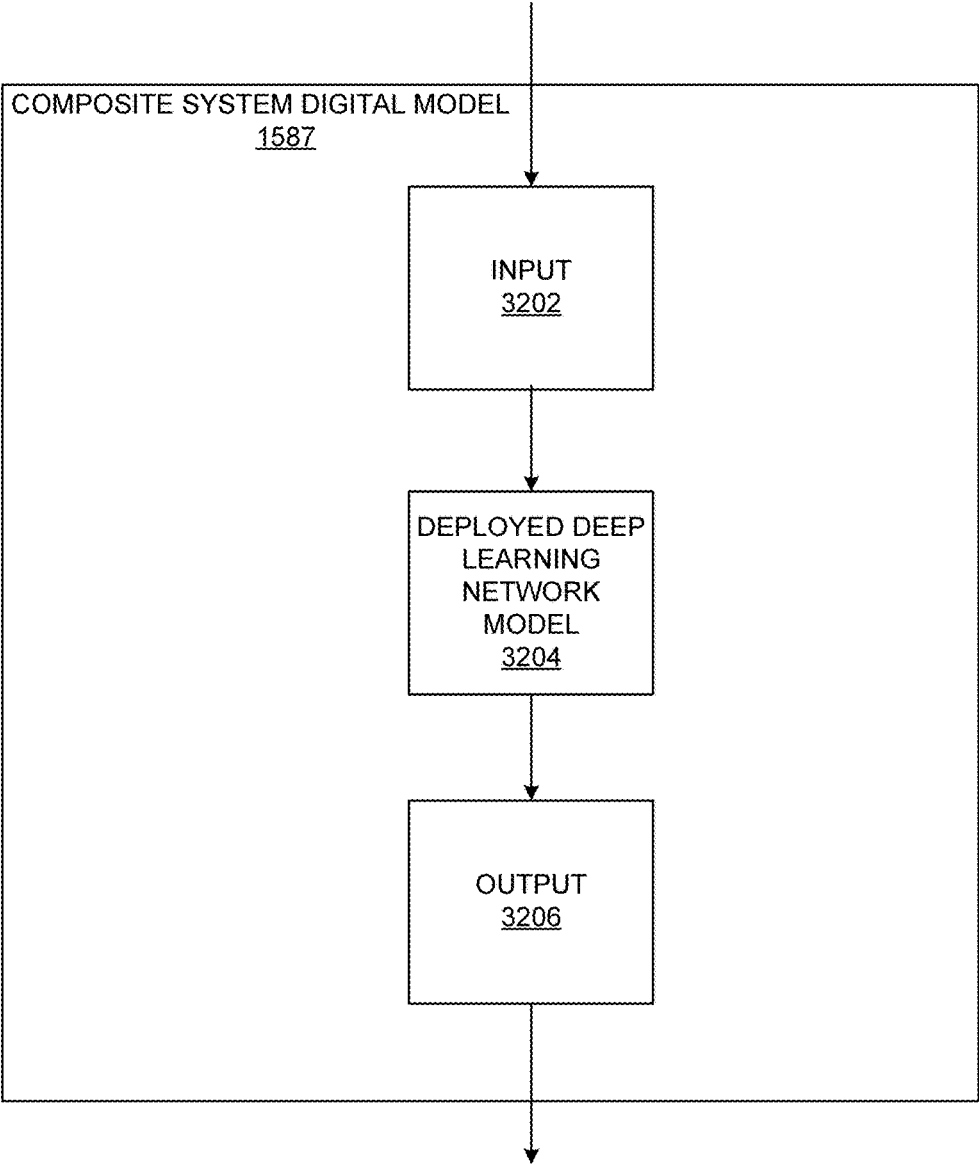 COMPOSITE SYSTEM DIGITAL MODEL
1587
INPUT
3202
DEPLOYED DEEP
LEARNING
NETWORK
MODEL
3204
OUTPUT
3206